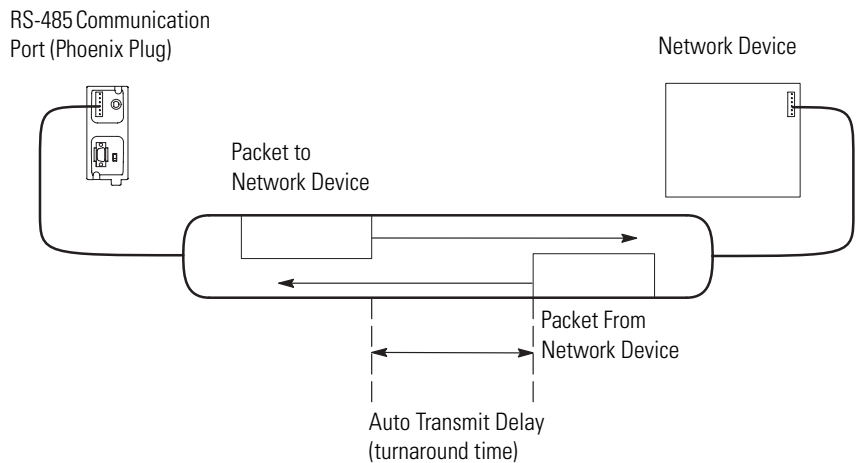 RS-485 Communication
Port (Phoenix Plug)
Network Device
Packet to
Network Device
Packet From
Network Device
Auto Transmit Delay
(turnaround time)